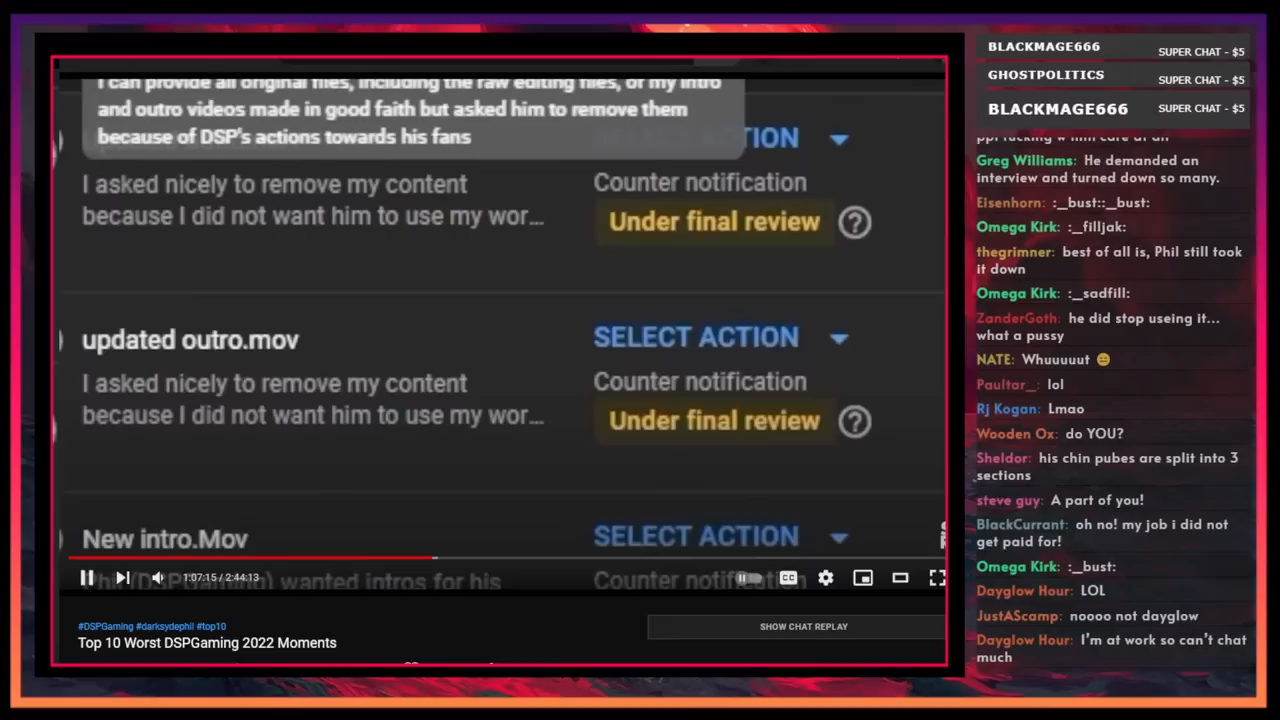 I can provide all original files, including the raw editing files, of my intro
and outro videos made in good faith but asked him to remove them
because of DSP's actions towards his fans
I asked nicely to remove my content
because I did not want him to use my wor...
Counter notification
Under final review
updated outro.mov
SELECT ACTION
I asked nicely to remove my content
because I did not want him to use my wor...
Counter notification
Under final review
New intro.Mov
SELECT ACTION
(DSP Gaming) wanted intros for his
Counter notification
1:07:15 / 2:44:13
CC
#DSPGaming #darksydephil #top10
Top 10 Worst DSPGaming 2022 Moments
SHOW CHAT REPLAY
BLACKMAGE666 SUPER CHAT - $5
GHOSTPOLITICS SUPER CHAT - $5
BLACKMAGE666 SUPER CHAT - $5
Greg Williams: He demanded an
interview and turned down so many.
Eisenhorn: :_bust::_bust:
Omega Kirk: :_filljak:
thegrimner: best of all is, Phil still took
it down
Omega Kirk: :_sadfill:
ZanderGoth: he did stop useing it...
what a pussy
NATE: Whuuuuut 😑
Paultar_: lol
Rj Kogan: Lmao
Wooden Ox: do YOU?
Sheldor: his chin pubes are split into 3
sections
steve guy: A part of you!
BlackCurrant: oh no! my job i did not
get paid for!
Omega Kirk: :_bust:
Dayglow Hour: LOL
JustAScamp: noooo not dayglow
Dayglow Hour: I'm at work so can't chat
much